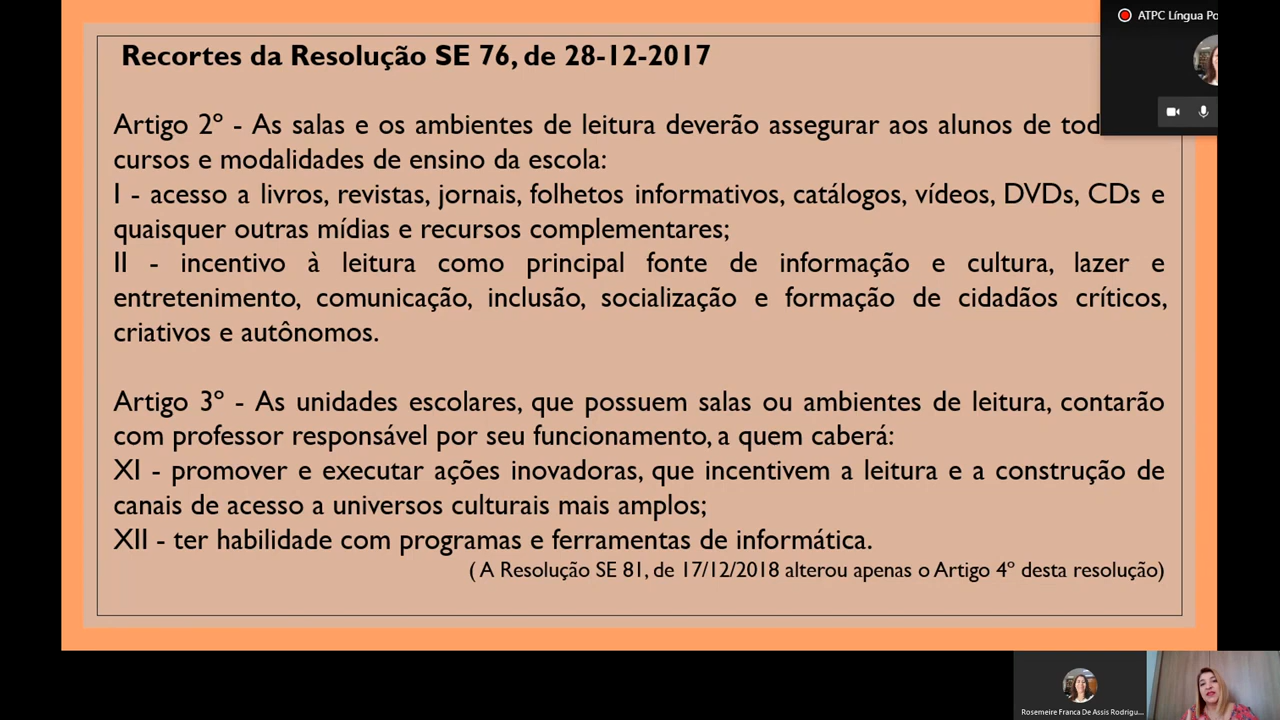 Recortes da Resolução SE 76, de 28-12-2017
ATPC Língua Po
Artigo 2º - As salas e os ambientes de leitura deverão assegurar aos alunos de
cursos e modalidades de ensino da escola:
I - acesso a livros, revistas, jornais, folhetos informativos, catálogos, vídeos, DVDs, CDs e
quaisquer outras mídias e recursos complementares;
II - incentivo à leitura como principal fonte de informação e cultura, lazer e
entretenimento, comunicação, inclusão, socialização e formação de cidadãos críticos,
criativos e autônomos.
Artigo 3º - As unidades escolares, que possuem salas ou ambientes de leitura, contarão
com professor responsável por seu funcionamento, a quem caberá:
XI - promover e executar ações inovadoras, que incentivem a leitura e a construção de
canais de acesso a universos culturais mais amplos;
XII - ter habilidade com programas e ferramentas de informática.
( A Resolução SE 81, de 17/12/2018 alterou apenas o Artigo 4º desta resolução)
Rosemeire Franca De Assis Rodrigu...